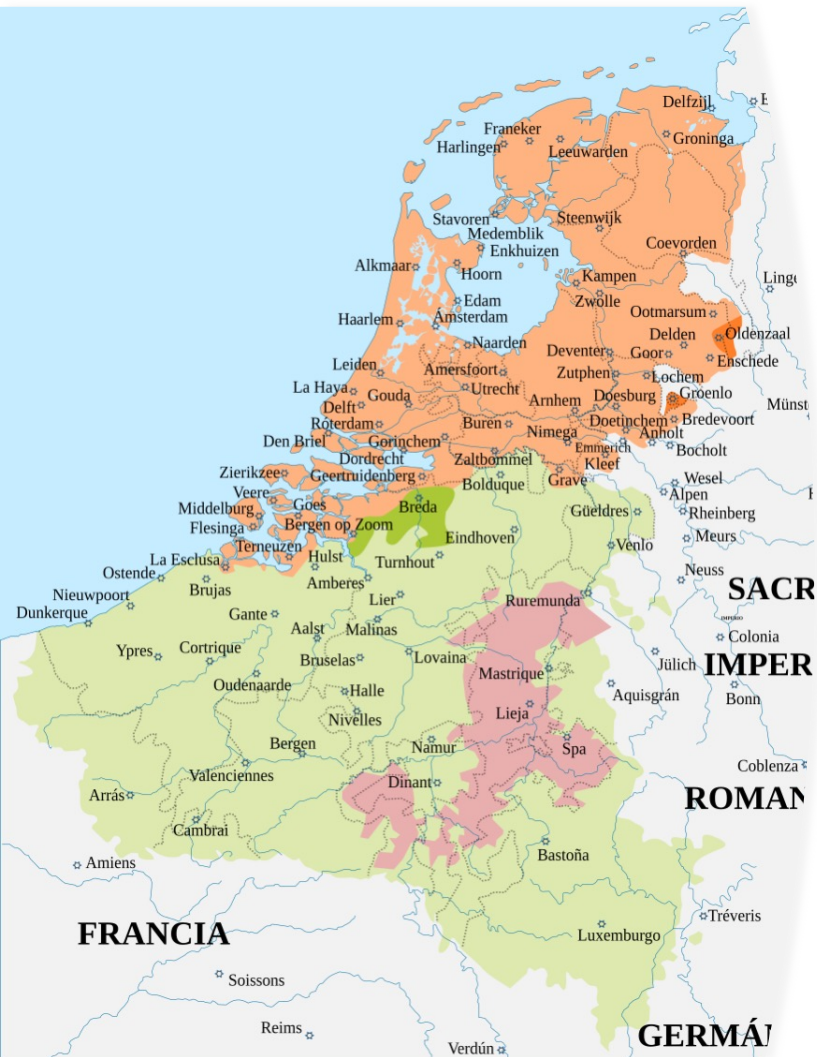 Delfzijl
E
Franeker
Groninga
Harlingen
Leeuwarden
Stavoren
Steenwijk
Medemblik
Enkhuizen
Coevorden
Alkmaar
Hoorn
Kampen
Linge
Edam
Zwolle
Ámsterdam
Ootmarsum
Haarlem
Delden
Oldenzaal
Naarden
Deventer
Goor
Enschede
Leiden
Amersfoort
Zutphen
Lochem
La Haya
Utrecht
Gouda
Arnhem
Doesburg
Groenlo
Delft
Münst
Róterdam
Buren
Doetinchem
Bredevoort
Den Briel
Gorinchem
Nimega
Anholt
Emmerich
Bocholt
Dordrecht
Zaltbommel
Kleef
Zierikzee
Geertruidenberg
Grave
Wesel
Bolduque
Veere
Alpen
Middelburg
Goes
Breda
Güeldres
Rheinberg
Flesinga
Bergen op Zoom
Eindhoven
Meurs
Terneuzen
Venlo
La Esclusa
Hulst
Turnhout
Ostende
Neuss
Brujas
Amberes
SACR
Nieuwpoort
Lier
Ruremunda
Dunkerque
Gante
IMPERIO
Aalst
Malinas
Colonia
Ypres
Cortrique
Bruselas
Lovaina
Jülich
IMPER
Mastrique
Oudenaarde
Halle
Aquisgrán
Bonn
Lieja
Nivelles
Bergen
Namur
Spa
Coblenza
Valenciennes
Dinant
Arrás
ROMAN
Cambrai
Amiens
Bastoña
Tréveris
FRANCIA
Luxemburgo
Soissons
Reims
GERMÁ
Verdún